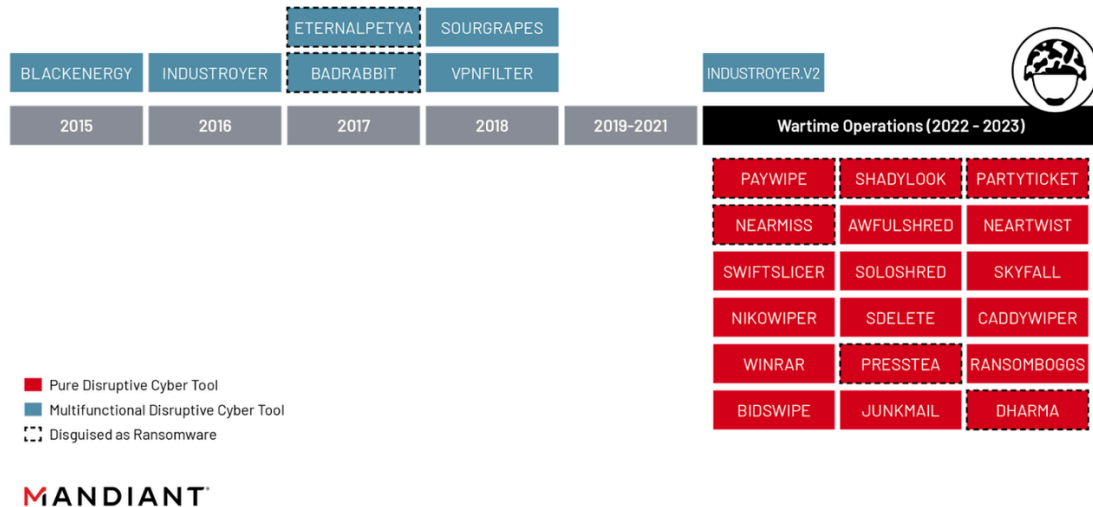 ETERNALPETYA SOURGRAPES
BLACKENERGY INDUSTROYER BADRABBIT VPNFILTER INDUSTROYER.V2
2015 2016 2017 2018 2019-2021 Wartime Operations (2022 - 2023)
PAYWIPE SHADYLOOK PARTYTICKET
NEARMISS AWFULSHRED NEARTWIST
SWIFTSLICER SOLOSHRED SKYFALL
NIKOWIPER SDELETE CADDYWIPER
WINRAR PRESSTEA RANSOMBOGGS
BIDSWIPE JUNKMAIL DHARMA
Pure Disruptive Cyber Tool
Multifunctional Disruptive Cyber Tool
Disguised as Ransomware
MANDIANT